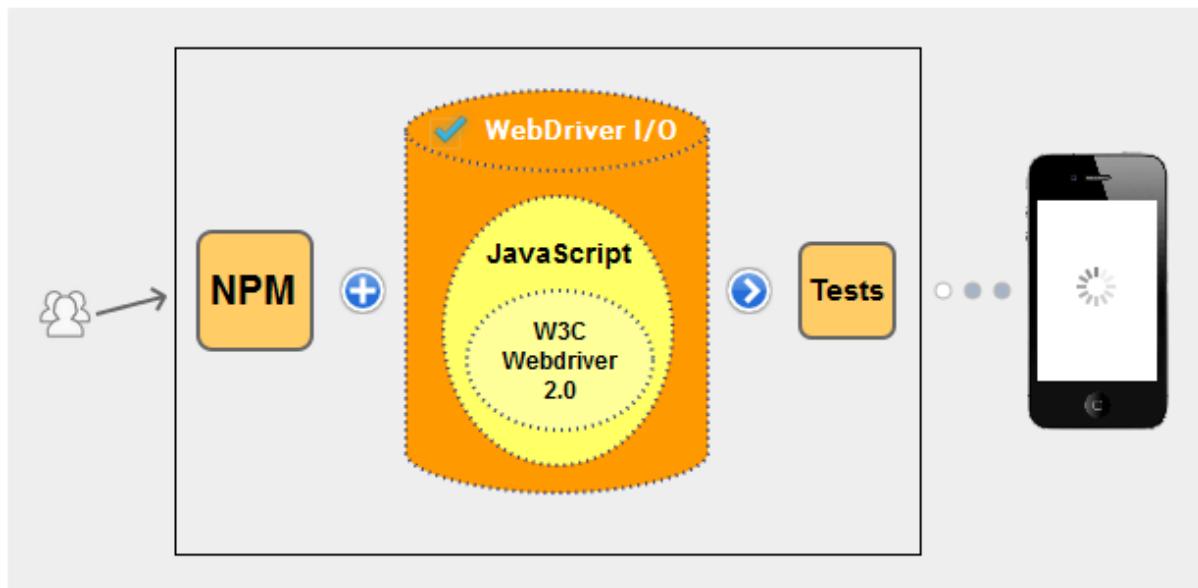 WebDriver I/O
JavaScript
NPM
W3C
Webdriver
2.0
Tests